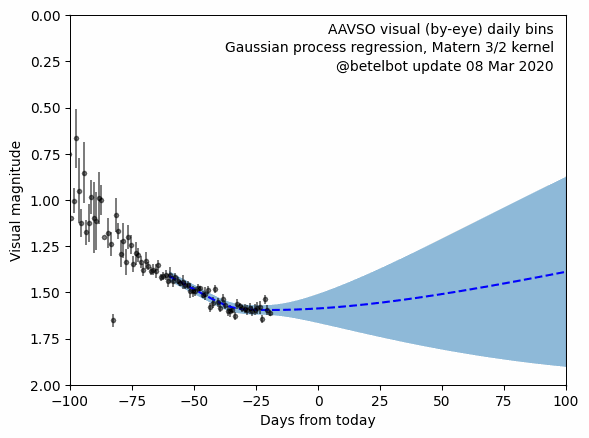 AAVSO visual (by-eye) daily bins
Gaussian process regression, Matern 3/2 kernel
@betelbot update 08 Mar 2020
Visual magnitude
0.00
0.25
0.50
0.75
1.00
1.25
1.50
1.75
2.00
−100 −75 −50 −25 0 25 50 75 100
Days from today